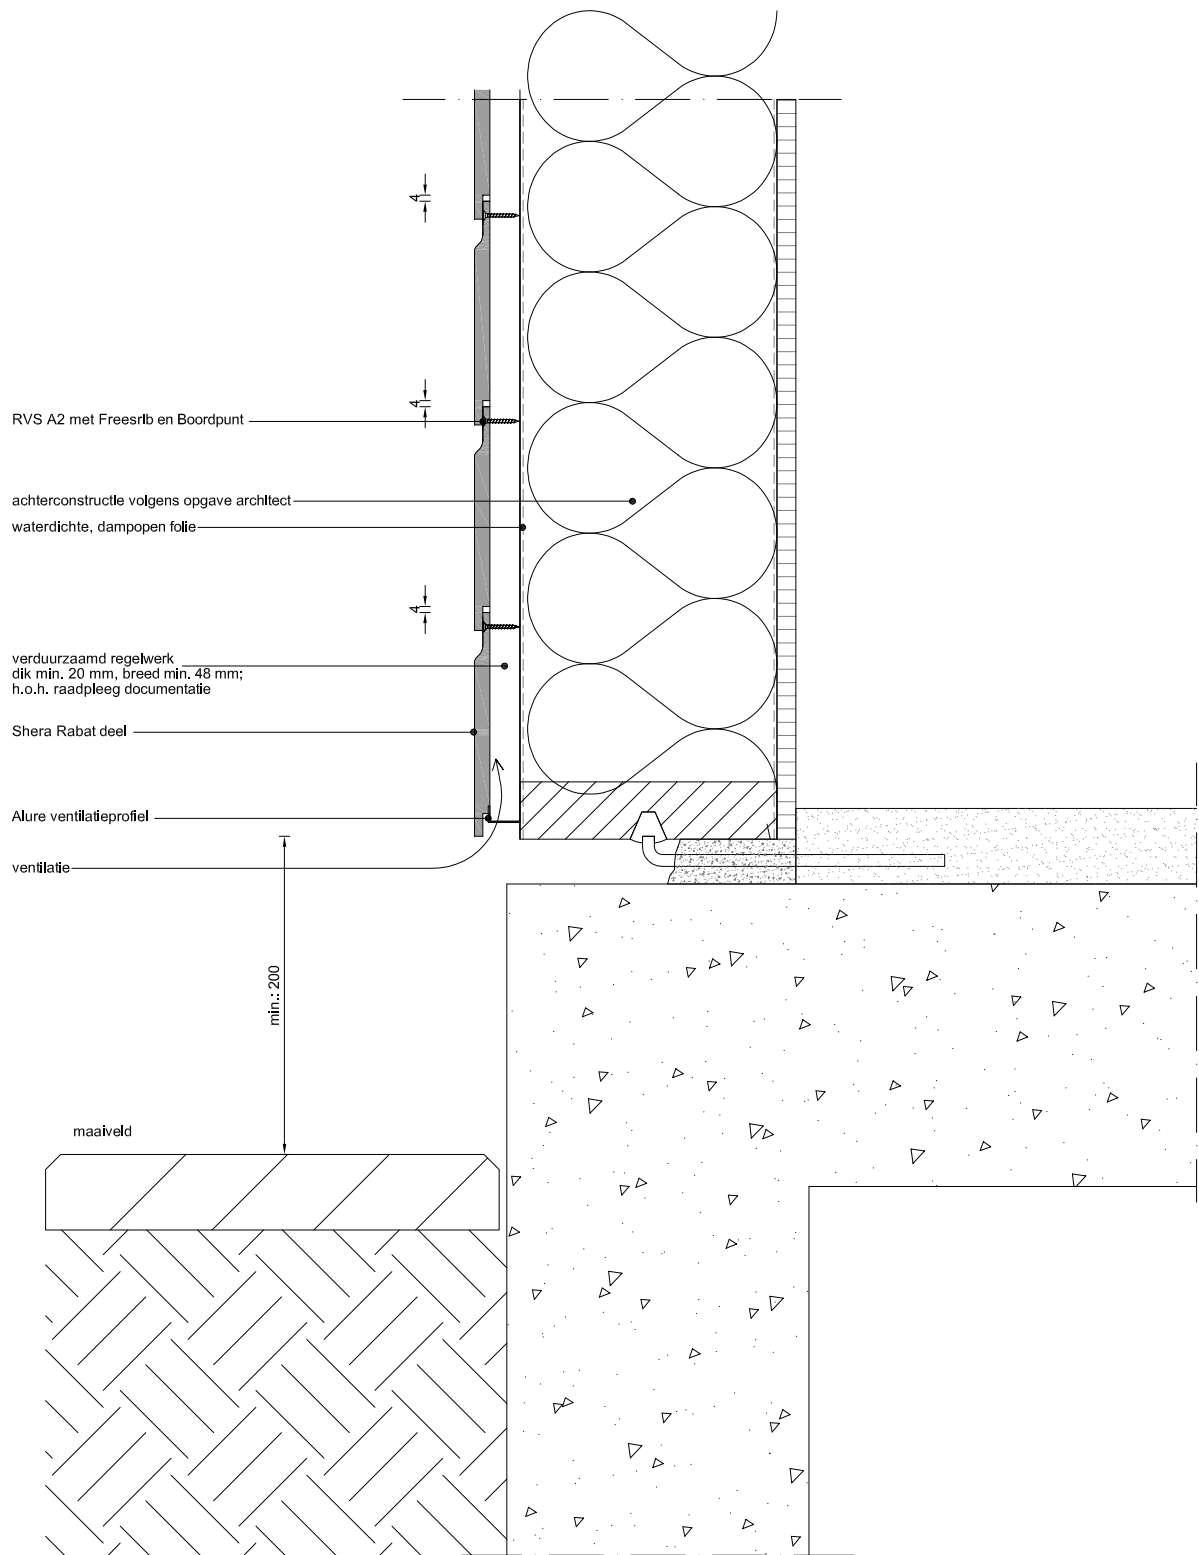 4
4
RVS A2 met Freesrib en Boordpunt
achterconstructie volgens opgave architect
waterdichte, dampopen folie
4
verduurzaamd regelwerk
dik min. 20 mm, breed min. 48 mm;
h.o.h. raadpleeg documentatie
Shera Rabat deel
Alure ventilatieprofiel
ventilatie
min.: 200
maaiveld